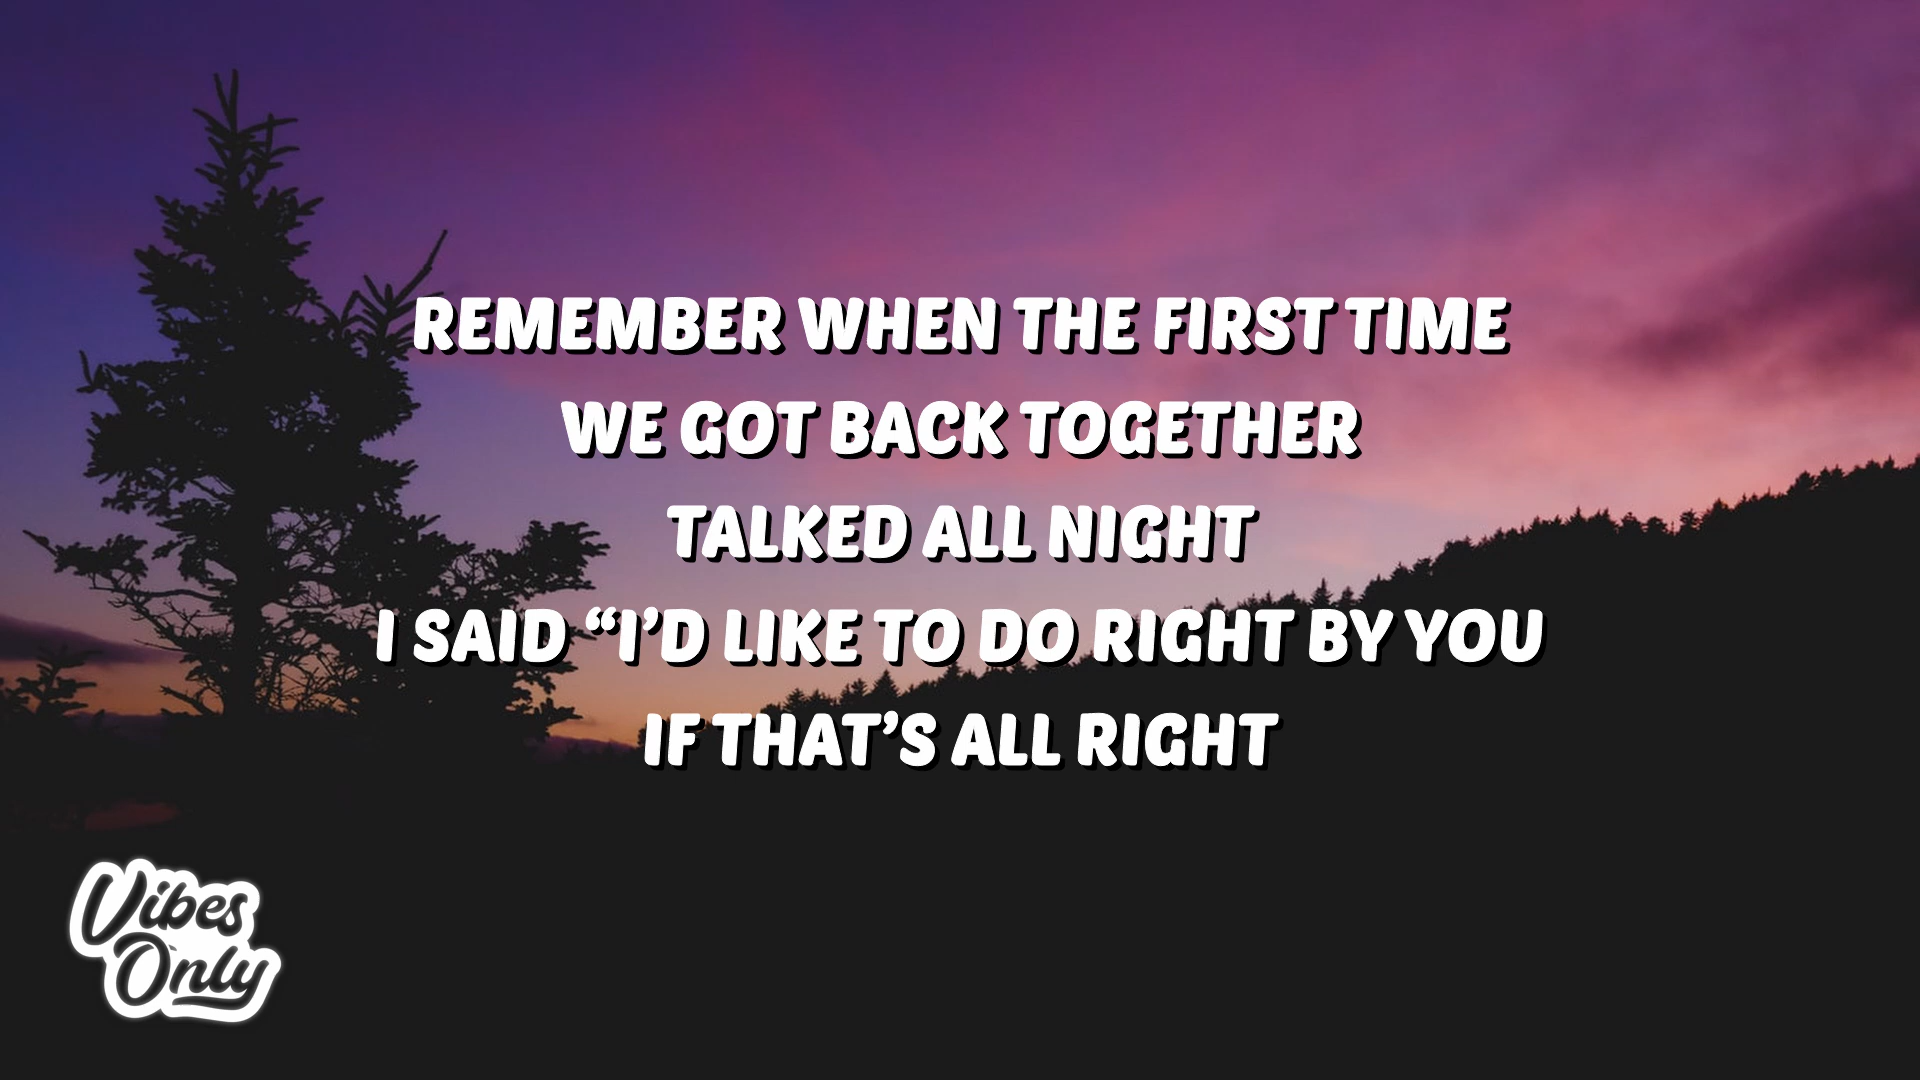 REMEMBER WHEN THE FIRST TIME
WE GOT BACK TOGETHER
TALKED ALL NIGHT
I SAID “I’D LIKE TO DO RIGHT BY YOU
IF THAT’S ALL RIGHT
Vibes
Only